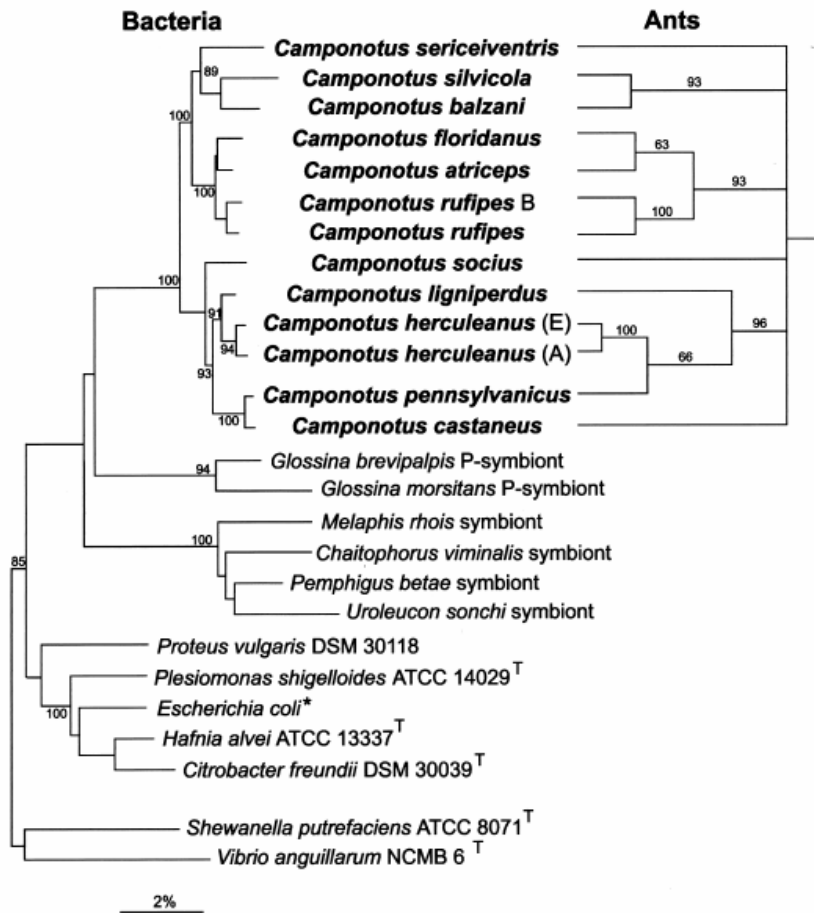 Bacteria Ants
Camponotus sericeiventris
89 Camponotus silvicola 93
100 Camponotus balzani
Camponotus floridanus 63
100 Camponotus atriceps 93
Camponotus rufipes B 100
Camponotus rufipes
100 Camponotus socius
91 Camponotus ligniperdus 96
94 Camponotus herculeanus (E) 100
93 Camponotus herculeanus (A) 66
100 Camponotus pennsylvanicus
Camponotus castaneus
94 Glossina brevipalpis P-symbiont
Glossina morsitans P-symbiont
100 Melaphis rhois symbiont
Chaitophorus viminalis symbiont
85 Pemphigus betae symbiont
Uroleucon sonchi symbiont
Proteus vulgaris DSM 30118
Plesiomonas shigelloides ATCC 14029T
100 Escherichia coli*
Hafnia alvei ATCC 13337T
Citrobacter freundii DSM 30039T
Shewanella putrefaciens ATCC 8071T
Vibrio anguillarum NCMB 6 T
2%